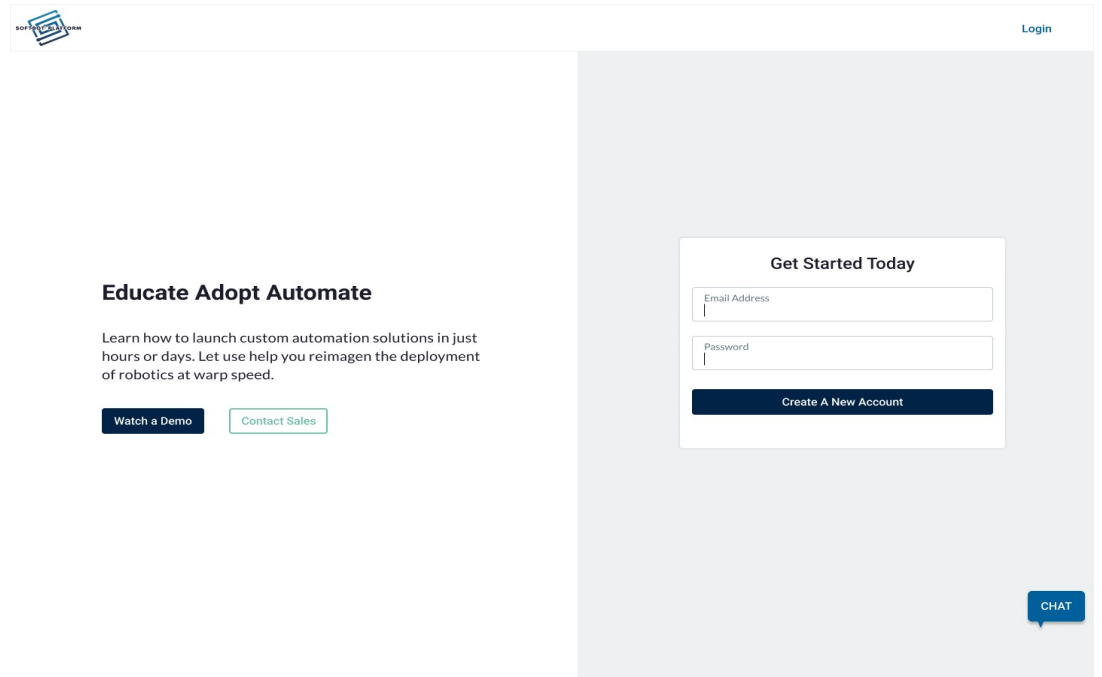 SOFTBOT PLATFORM
Login
Educate Adopt Automate
Learn how to launch custom automation solutions in just
hours or days. Let use help you reimagen the deployment
of robotics at warp speed.
Watch a Demo
Contact Sales
Get Started Today
Email Address
Password
Create A New Account
CHAT